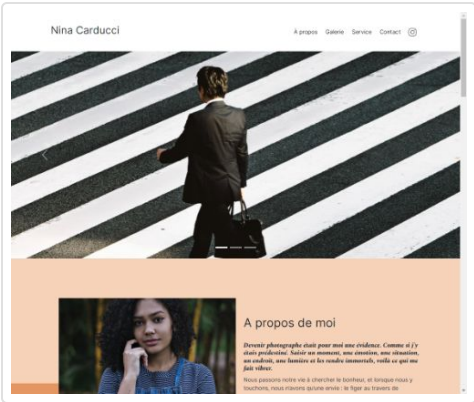 Nina Carducci
A propos Galerie Service Contact
A propos de moi
Devenir photographe était pour moi une évidence. Comme si j'y
étais prédestiné. Saisir un moment, une émotion, une situation,
un endroit, une lumière et les rendre immortels, voilà ce qui me
fait vibrer.
Nous passons notre vie à chercher le bonheur, et lorsque nous y
touchons, nous n'avons qu'une envie : le figer au travers de